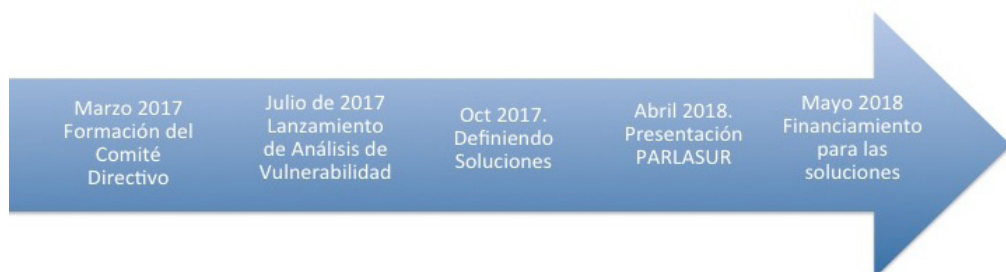 Marzo 2017
Formación del
Comité
Directivo
Julio de 2017
Lanzamiento
de Análisis de
Vulnerabilidad
Oct 2017.
Definiendo
Soluciones
Abril 2018.
Presentación
PARLASUR
Mayo 2018
Financiamiento
para las
soluciones